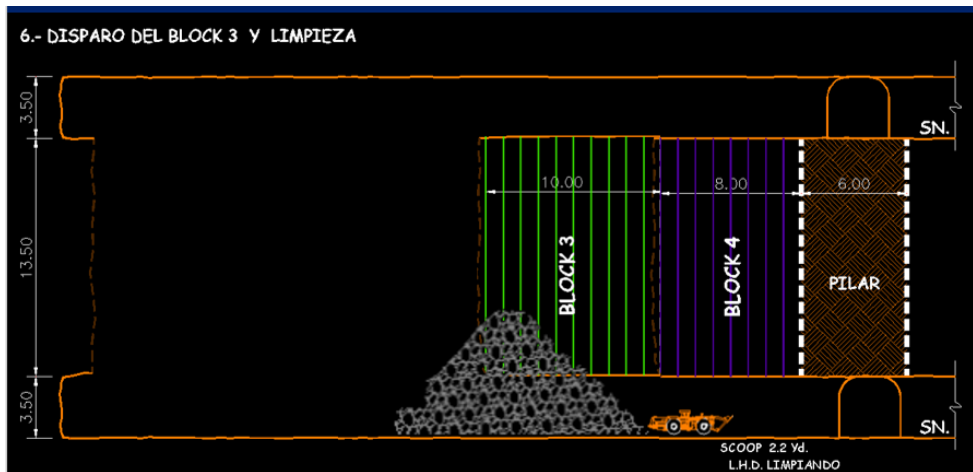 6.- DISPARO DEL BLOCK 3 Y LIMPIEZA
3.50
SN.
10.00
8.00
6.00
13.50
BLOCK 3
BLOCK 4
PILAR
3.50
SN.
SCOOP 2.2 Yd.
L.H.D. LIMPIANDO